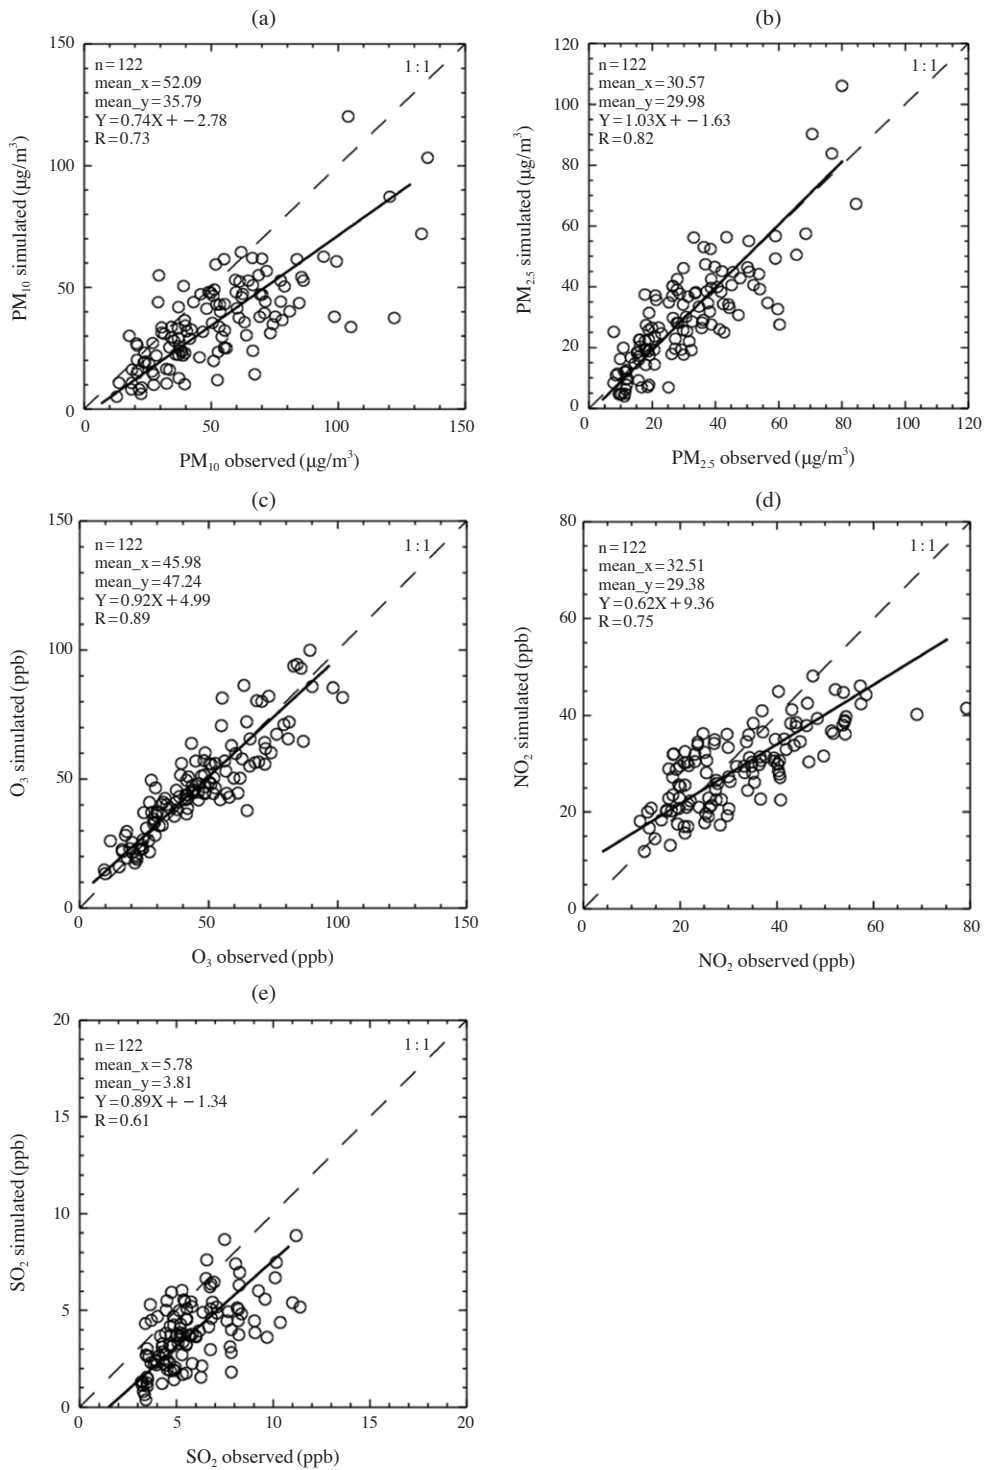 (a)
150
100
50
0
n=122
mean_x=52.09
mean_y=35.79
Y=0.74X+−2.78
R=0.73
1:1
0 50 100 150
PM10 observed (μg/m3)
PM10 simulated (μg/m3)
(b)
120
100
80
60
40
20
0
n=122
mean_x=30.57
mean_y=29.98
Y=1.03X+−1.63
R=0.82
1:1
0 20 40 60 80 100 120
PM2.5 observed (μg/m3)
PM2.5 simulated (μg/m3)
(c)
150
100
50
0
n=122
mean_x=45.98
mean_y=47.24
Y=0.92X+4.99
R=0.89
1:1
0 50 100 150
O3 observed (ppb)
O3 simulated (ppb)
(d)
80
60
40
20
0
n=122
mean_x=32.51
mean_y=29.38
Y=0.62X+9.36
R=0.75
1:1
0 20 40 60 80
NO2 observed (ppb)
NO2 simulated (ppb)
(e)
20
15
10
5
0
n=122
mean_x=5.78
mean_y=3.81
Y=0.89X+−1.34
R=0.61
1:1
0 5 10 15 20
SO2 observed (ppb)
SO2 simulated (ppb)